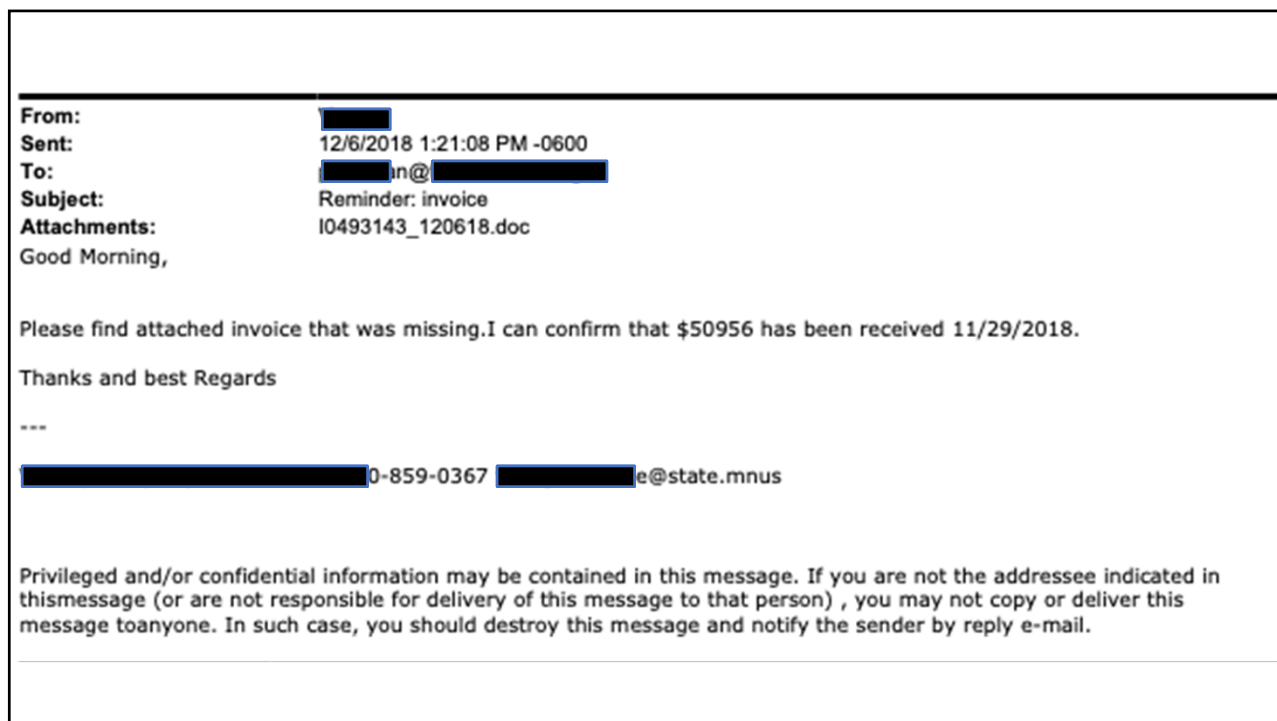 From:
Sent: 12/6/2018 1:21:08 PM -0600
To: n@
Subject: Reminder: invoice
Attachments: I0493143_120618.doc
Good Morning,
Please find attached invoice that was missing.I can confirm that $50956 has been received 11/29/2018.
Thanks and best Regards
---
0-859-0367 e@state.mnus
Privileged and/or confidential information may be contained in this message. If you are not the addressee indicated in
thismessage (or are not responsible for delivery of this message to that person) , you may not copy or deliver this
message toanyone. In such case, you should destroy this message and notify the sender by reply e-mail.